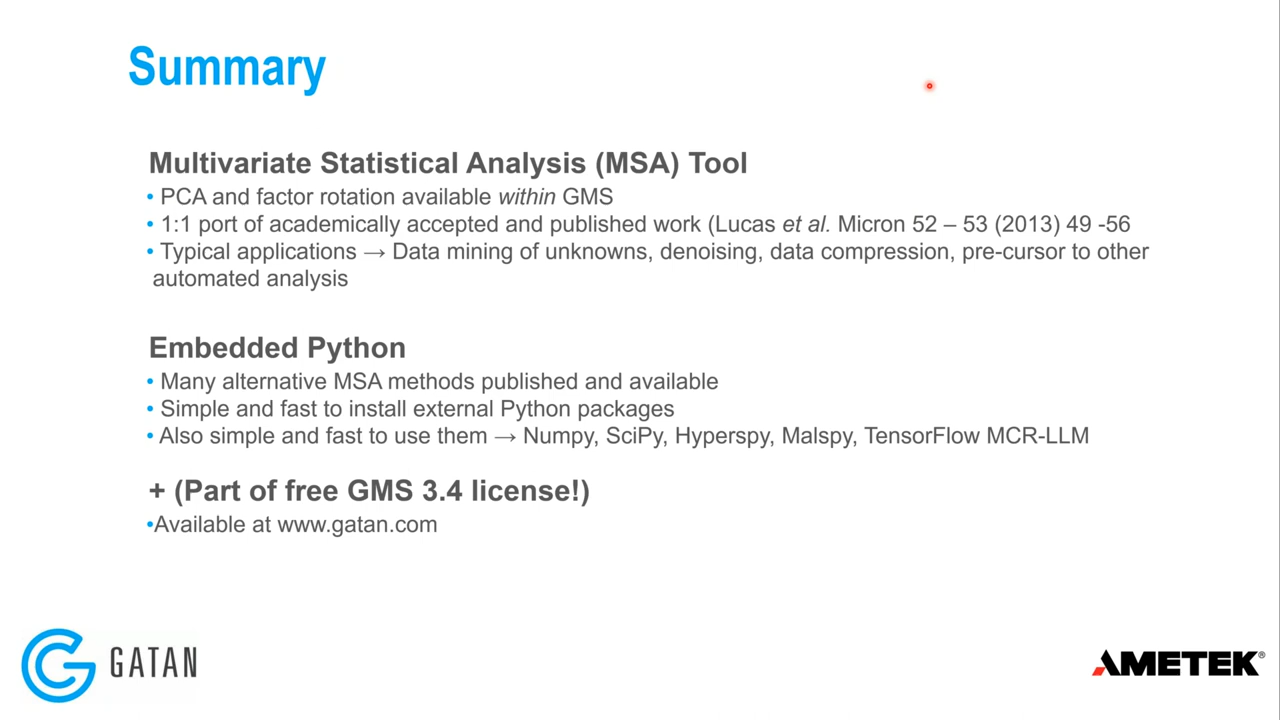 Summary
Multivariate Statistical Analysis (MSA) Tool
• PCA and factor rotation available within GMS
• 1:1 port of academically accepted and published work (Lucas et al. Micron 52 – 53 (2013) 49 -56
• Typical applications → Data mining of unknowns, denoising, data compression, pre-cursor to other
automated analysis
Embedded Python
• Many alternative MSA methods published and available
• Simple and fast to install external Python packages
• Also simple and fast to use them → Numpy, SciPy, Hyperspy, Malspy, TensorFlow MCR-LLM
+ (Part of free GMS 3.4 license!)
•Available at www.gatan.com
GATAN
AMETEK®